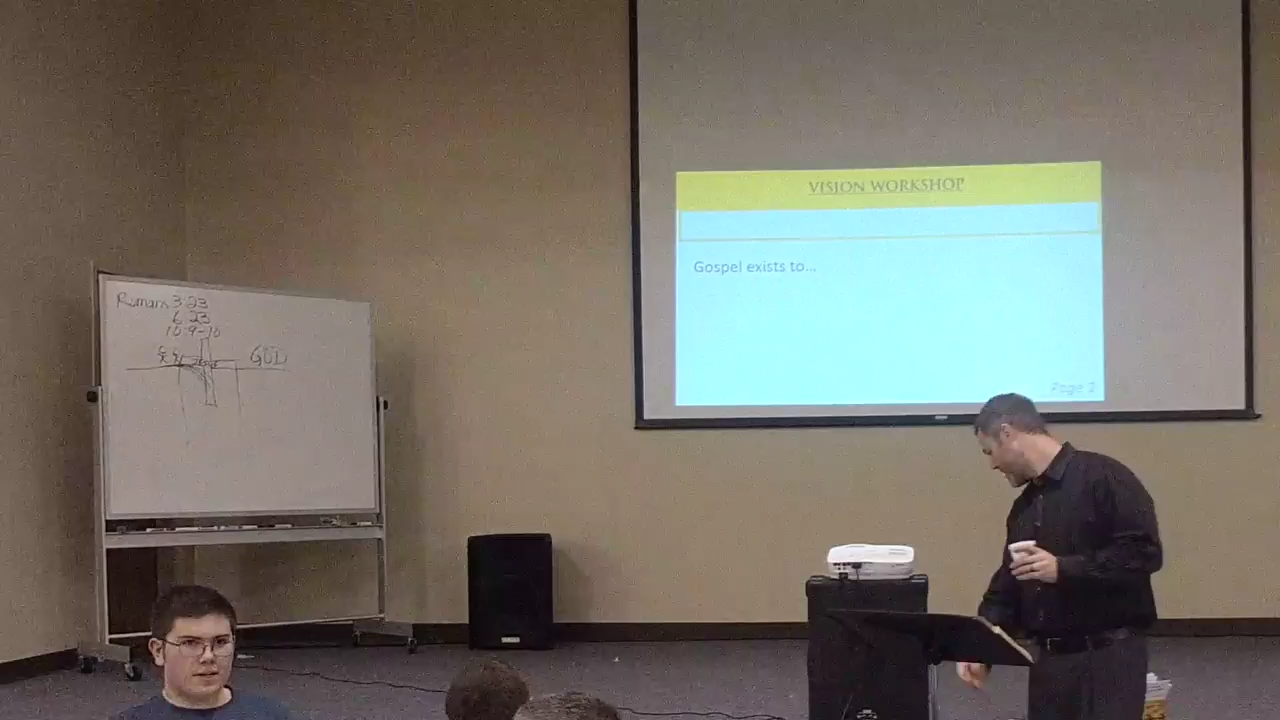 Romans 3:23
6:23
10:9-10
GOD
VISION WORKSHOP
Gospel exists to...
Page 2